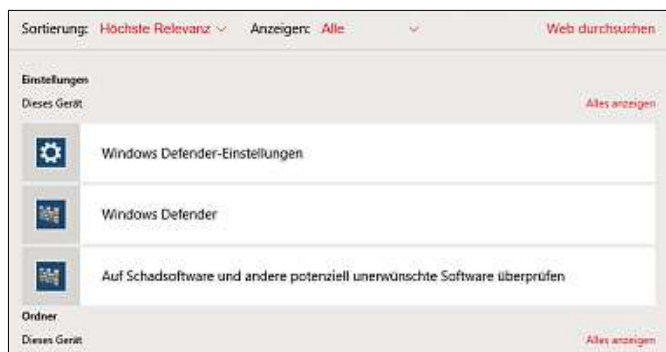 Sortierung: Höchste Relevanz Anzeigen: Alle Web durchsuchen
Einstellungen
Dieses Gerät Alles anzeigen
Windows Defender-Einstellungen
Windows Defender
Auf Schadsoftware und andere potenziell unerwünschte Software überprüfen
Ordner
Dieses Gerät Alles anzeigen